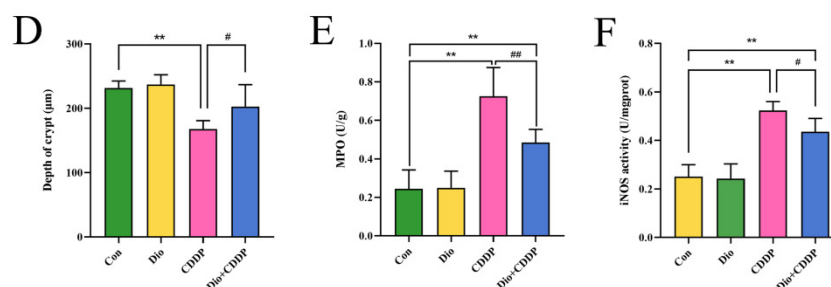 D
Depth of crypt (μm)
300
200
100
0
**
#
Con
Dio
CDDP
Dio+CDDP
E
MPO (U/g)
1.0
0.8
0.6
0.4
0.2
0.0
**
**
##
Con
Dio
CDDP
Dio+CDDP
F
iNOS activity (U/mgprot)
0.8
0.6
0.4
0.2
0.0
**
**
#
Con
Dio
CDDP
Dio+CDDP